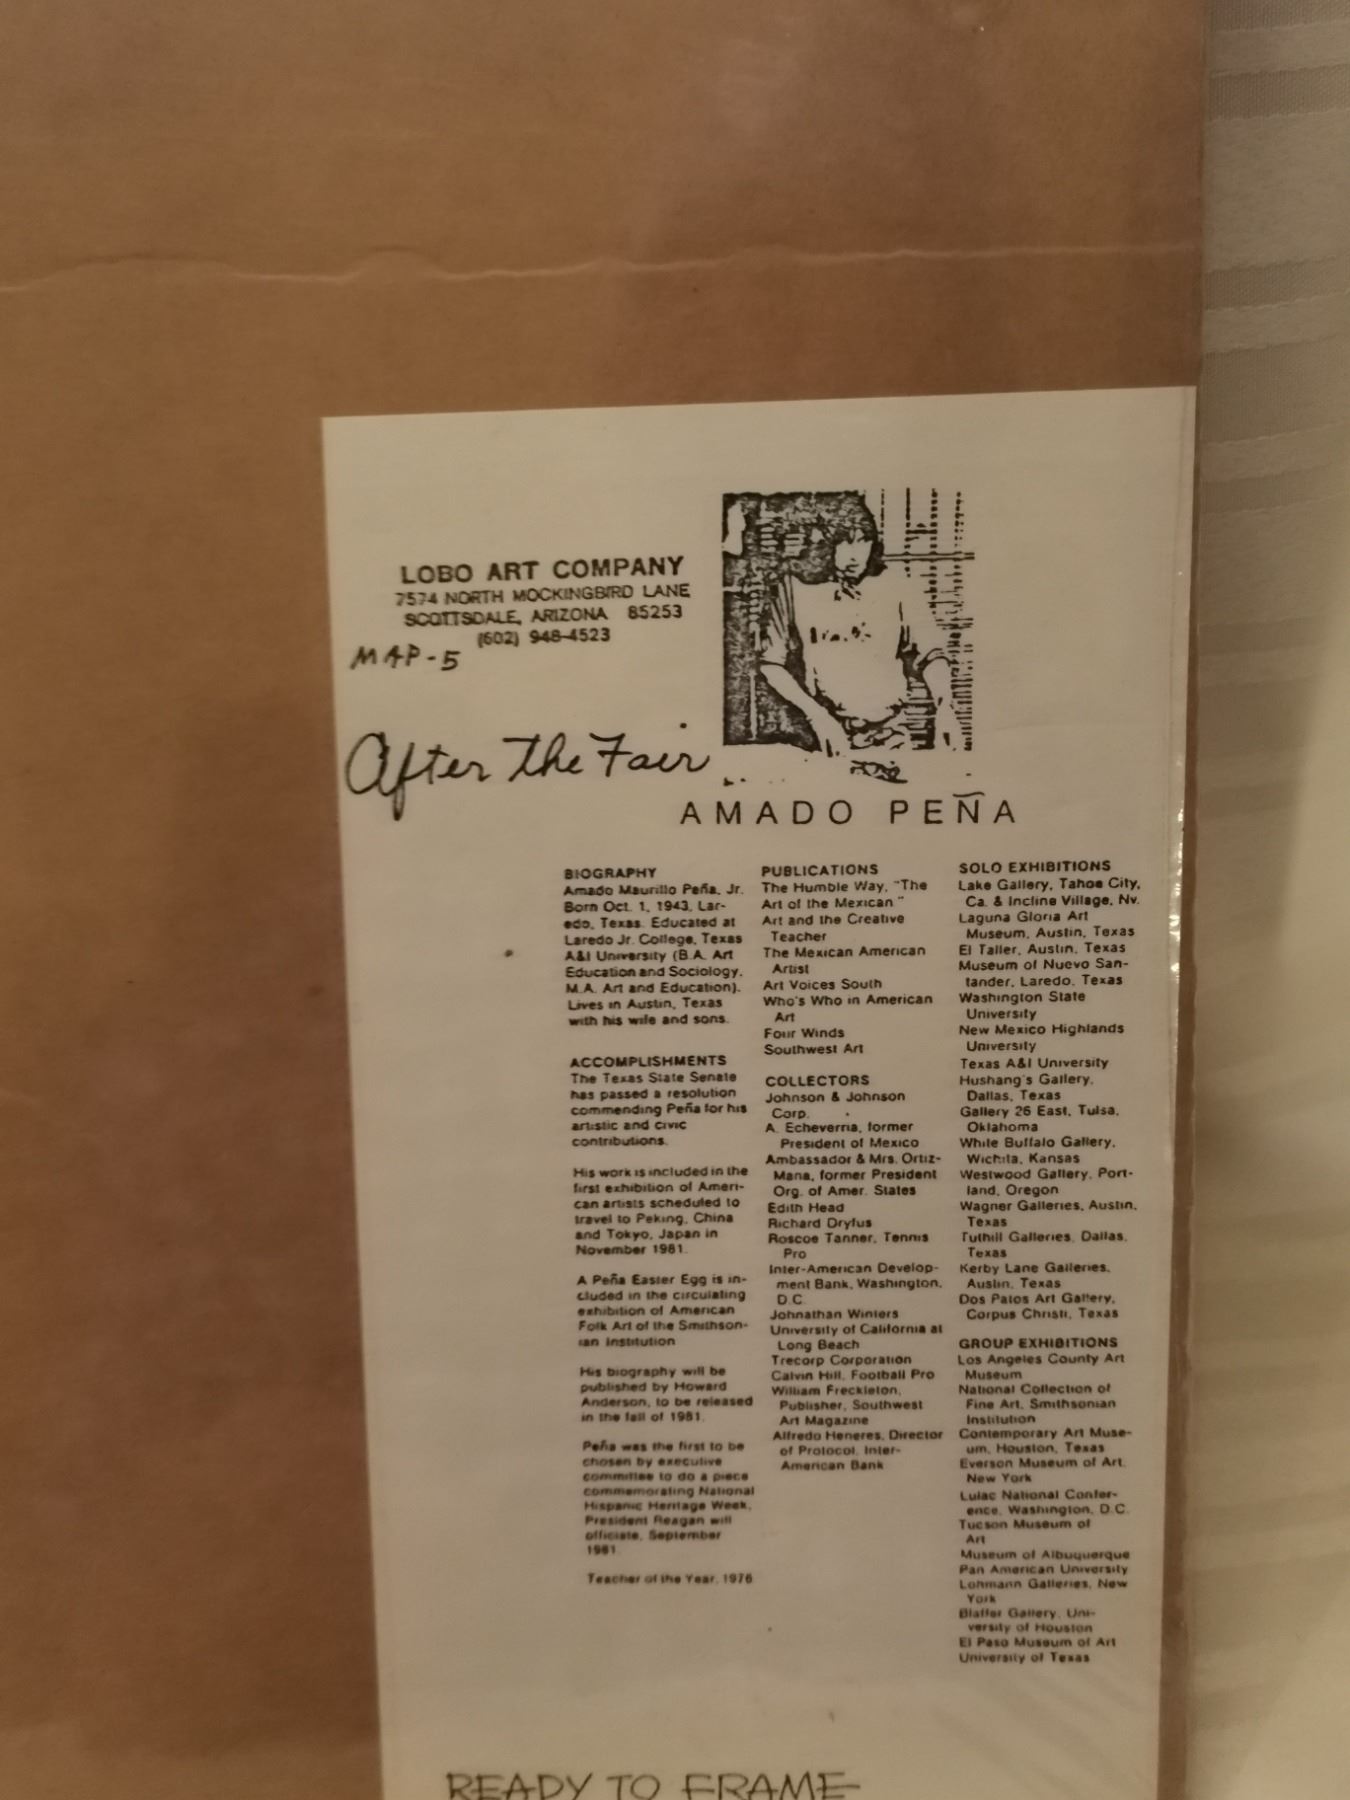 LOBO ART COMPANY
7574 NORTH MOCKINGBIRD LANE
SCOTTSDALE, ARIZONA 85253
(602) 948-4523
MAP-5
After The Fair
AMADO PEÑA
BIOGRAPHY
Amado Maurillo Peña, Jr.
Born Oct. 1, 1943, Lar-
edo, Texas. Educated at
Laredo Jr. College, Texas
A&I University (B.A. Art
Education and Sociology,
M.A. Art and Education).
Lives in Austin, Texas
with his wife and sons.
ACCOMPLISHMENTS
The Texas State Senate
has passed a resolution
commending Peña for his
artistic and civic
contributions.
His work is included in the
first exhibition of Ameri-
can artists scheduled to
travel to Peking, China
and Tokyo, Japan in
November 1981.
A Peña Easter Egg is in-
cluded in the circulating
exhibition of American
Folk Art of the Smithson-
ian Institution
His biography will be
published by Howard
Anderson, to be released
in the fall of 1981.
Peña was the first to be
chosen by executive
committee to do a piece
commemorating National
Hispanic Heritage Week,
President Reagan will
officiate, September
1981.
Teacher of the Year, 1976
PUBLICATIONS
The Humble Way, "The
Art of the Mexican"
Art and the Creative
Teacher
The Mexican American
Artist
Art Voices South
Who's Who in American
Art
Four Winds
Southwest Art
COLLECTORS
Johnson & Johnson
Corp.
A. Echeverria, former
President of Mexico
Ambassador & Mrs. Ortiz-
Mana, former President
Org. of Amer. States
Edith Head
Richard Dryfus
Roscoe Tanner, Tennis
Pro
Inter-American Develop-
ment Bank, Washington,
D.C.
Johnathan Winters
University of California at
Long Beach
Trecorp Corporation
Calvin Hill, Football Pro
William Freckleton,
Publisher, Southwest
Art Magazine
Alfredo Heneres, Director
of Protocol, Inter-
American Bank
SOLO EXHIBITIONS
Lake Gallery, Tahoe City,
Ca. & Incline Village, Nv.
Laguna Gloria Art
Museum, Austin, Texas
El Taller, Austin, Texas
Museum of Nuevo San-
tander, Laredo, Texas
Washington State
University
New Mexico Highlands
University
Texas A&I University
Hushang's Gallery,
Dallas, Texas
Gallery 26 East, Tulsa,
Oklahoma
White Buffalo Gallery,
Wichita, Kansas
Westwood Gallery, Port-
land, Oregon
Wagner Galleries, Austin,
Texas
Tuthill Galleries, Dallas,
Texas
Kerby Lane Galleries,
Austin, Texas
Dos Patos Art Gallery,
Corpus Christi, Texas
GROUP EXHIBITIONS
Los Angeles County Art
Museum
National Collection of
Fine Art, Smithsonian
Institution
Contemporary Art Muse-
um, Houston, Texas
Everson Museum of Art,
New York
Lulac National Confer-
ence, Washington, D.C.
Tucson Museum of
Art
Museum of Albuquerque
Pan American University
Lohmann Galleries, New
York
Blaffer Gallery, Uni-
versity of Houston
El Paso Museum of Art
University of Texas
READY TO FRAME